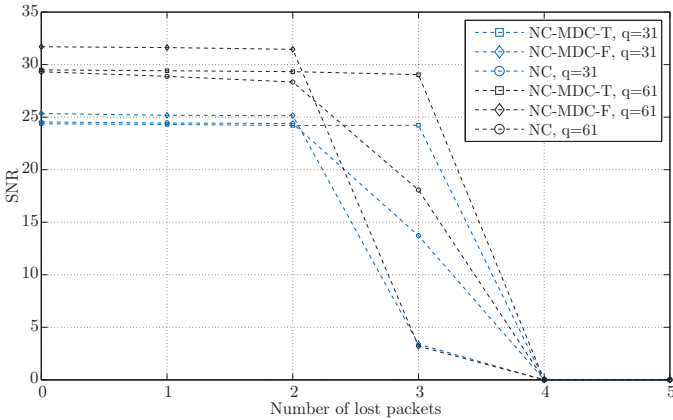 35
30
25
20
15
10
5
0
SNR
0 1 2 3 4 5
Number of lost packets
NC-MDC-T, q=31
NC-MDC-F, q=31
NC, q=31
NC-MDC-T, q=61
NC-MDC-F, q=61
NC, q=61